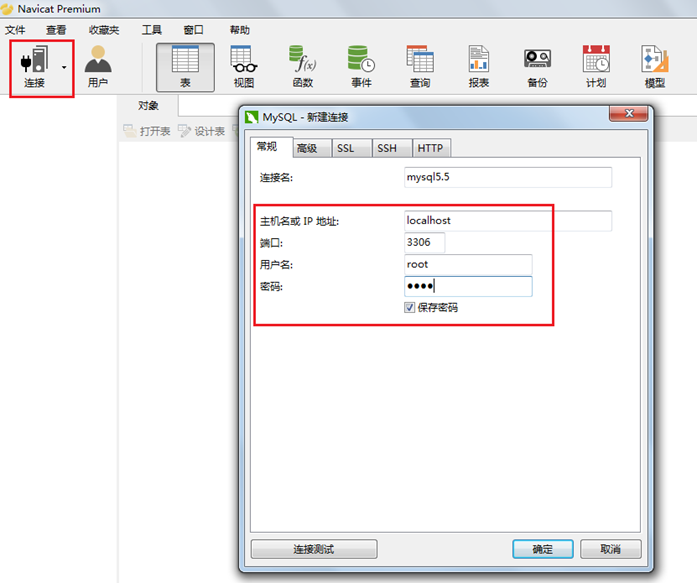 Navicat Premium
文件 查看 收藏夹 工具 窗口 帮助
连接 用户 表 视图 f(x) 函数 事件 查询 报表 备份 计划 模型
对象
打开表 设计表
MySQL - 新建连接
常规 高级 SSL SSH HTTP
连接名: mysql5.5
主机名或 IP 地址: localhost
端口: 3306
用户名: root
密码: ●●●●
保存密码
连接测试 确定 取消